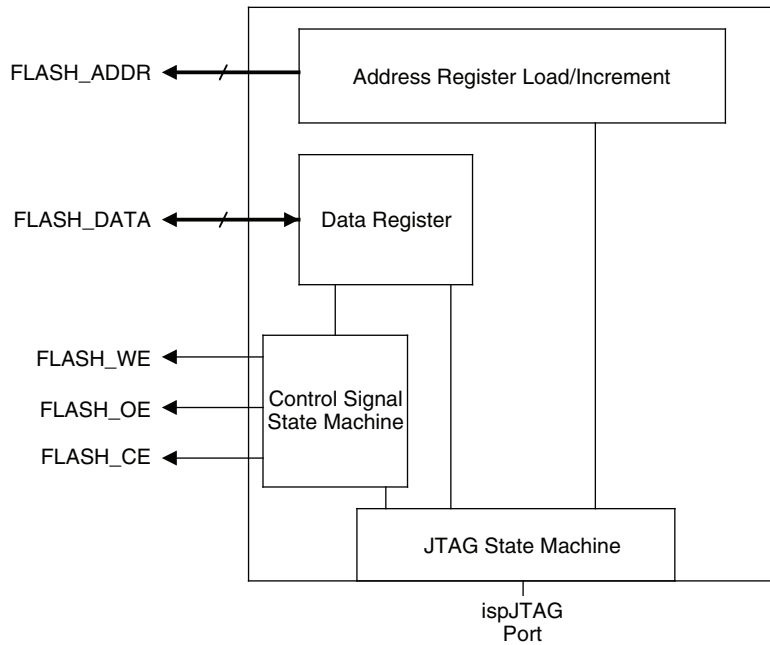 FLASH_ADDR
Address Register Load/Increment
FLASH_DATA
Data Register
FLASH_WE
FLASH_OE
FLASH_CE
Control Signal
State Machine
JTAG State Machine
ispJTAG
Port